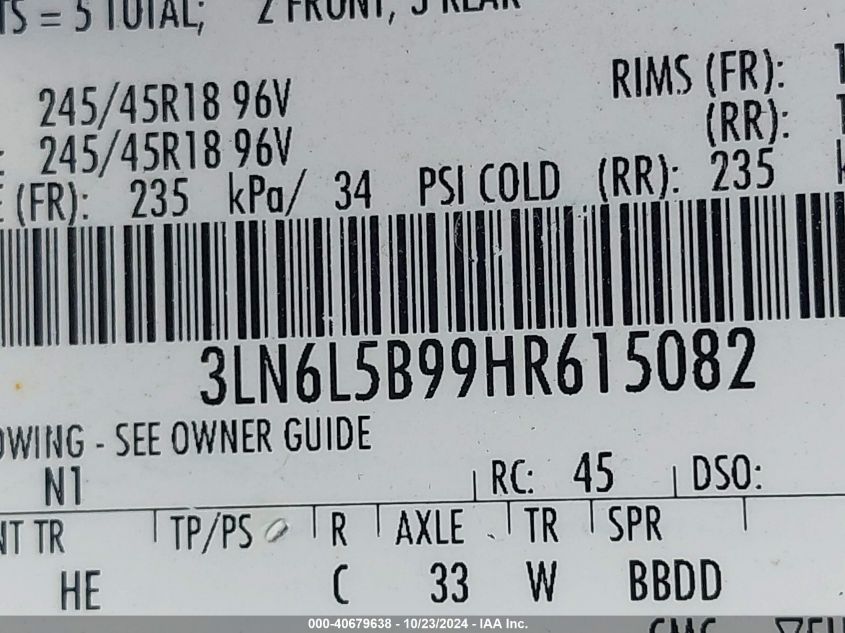 = 5 TOTAL; 2 FRONT, 3 REAR
245/45R18 96V RIMS (FR):
245/45R18 96V (RR):
(FR): 235 kPa/ 34 PSI COLD (RR): 235
3LN6L5B99HR615082
OWING - SEE OWNER GUIDE
N1 RC: 45 DSO:
NT TR TP/PS R AXLE TR SPR
HE C 33 W BBDD
000-40679638 - 10/23/2024 - IAA Inc.